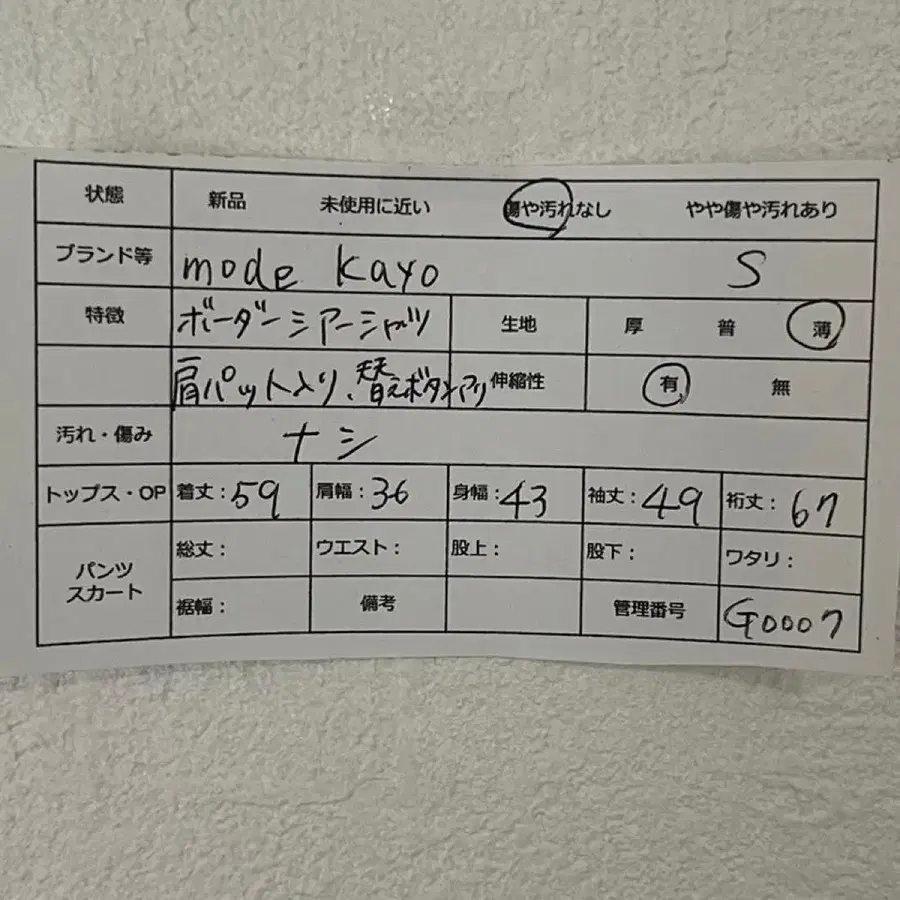 状態 新品 未使用に近い 傷や汚れなし やや傷や汚れあり
ブランド等 mode kayo S
特徴 ボーダーシアーシャツ 生地 厚 普 薄
肩パット入り、替えボタンアリ 伸縮性 有 無
汚れ・傷み ナシ
トップス・OP 着丈:59 肩幅:36 身幅:43 袖丈:49 裄丈:67
パンツ スカート 総丈: ウエスト: 股上: 股下: ワタリ:
裾幅: 備考 管理番号 G0007